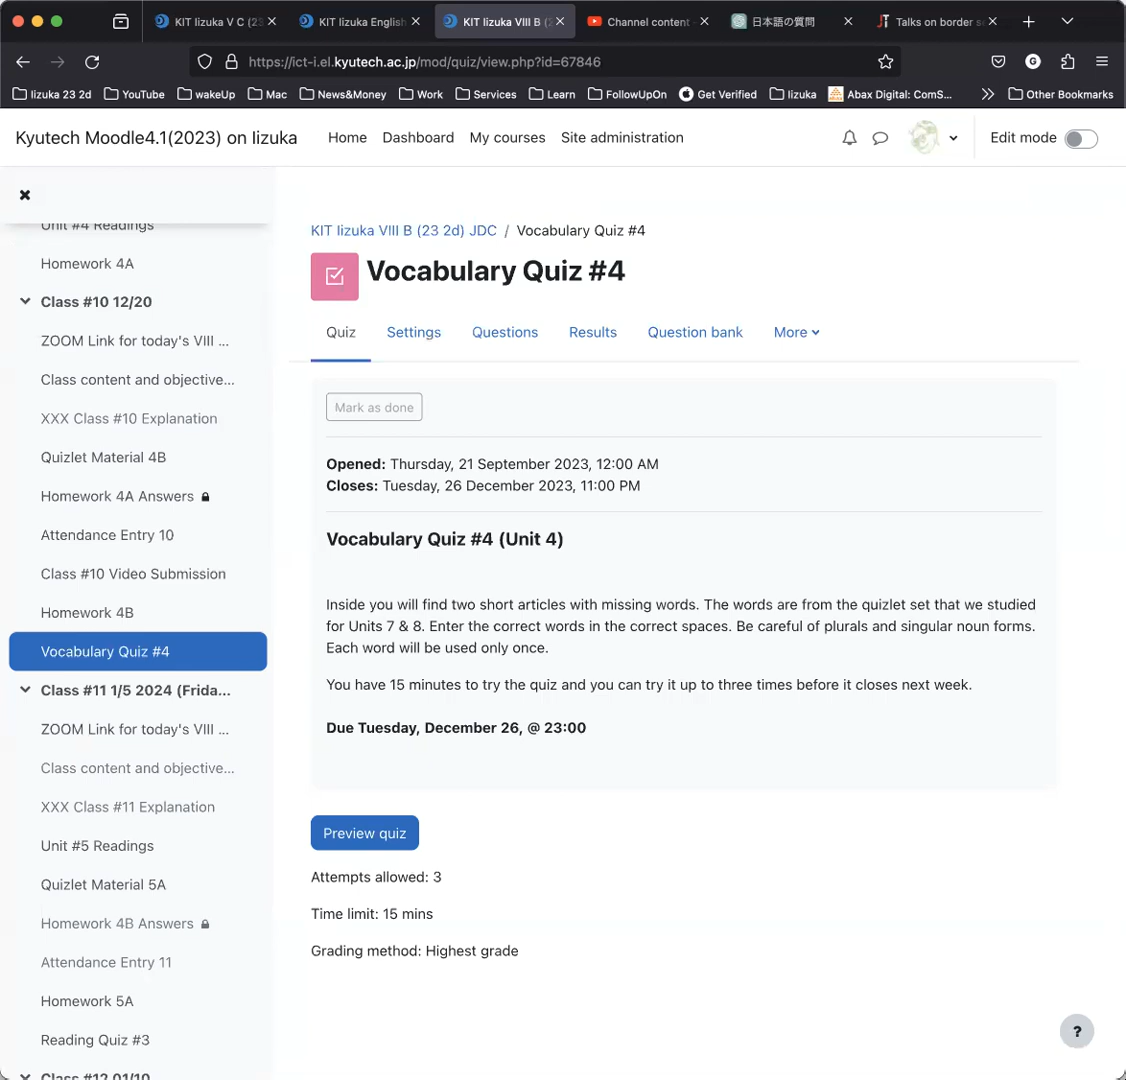 KIT Iizuka V C (23
KIT Iizuka English
KIT Iizuka VIII B (2
Channel content
日本語の質問
Talks on border s
https://ict-i.el.kyutech.ac.jp/mod/quiz/view.php?id=67846
Iizuka 23 2d
YouTube
wakeUp
Mac
News&Money
Work
Services
Learn
FollowUpOn
Get Verified
Iizuka
Abax Digital: ComS...
Other Bookmarks
Kyutech Moodle4.1(2023) on Iizuka
Home
Dashboard
My courses
Site administration
Edit mode
Unit #4 Readings
Homework 4A
Class #10 12/20
ZOOM Link for today's VIII ...
Class content and objective...
XXX Class #10 Explanation
Quizlet Material 4B
Homework 4A Answers
Attendance Entry 10
Class #10 Video Submission
Homework 4B
Vocabulary Quiz #4
Class #11 1/5 2024 (Frida...
ZOOM Link for today's VIII ...
Class content and objective...
XXX Class #11 Explanation
Unit #5 Readings
Quizlet Material 5A
Homework 4B Answers
Attendance Entry 11
Homework 5A
Reading Quiz #3
Class #12 01/10
KIT Iizuka VIII B (23 2d) JDC / Vocabulary Quiz #4
Vocabulary Quiz #4
Quiz
Settings
Questions
Results
Question bank
More
Mark as done
Opened: Thursday, 21 September 2023, 12:00 AM
Closes: Tuesday, 26 December 2023, 11:00 PM
Vocabulary Quiz #4 (Unit 4)
Inside you will find two short articles with missing words. The words are from the quizlet set that we studied
for Units 7 & 8. Enter the correct words in the correct spaces. Be careful of plurals and singular noun forms.
Each word will be used only once.
You have 15 minutes to try the quiz and you can try it up to three times before it closes next week.
Due Tuesday, December 26, @ 23:00
Preview quiz
Attempts allowed: 3
Time limit: 15 mins
Grading method: Highest grade
?